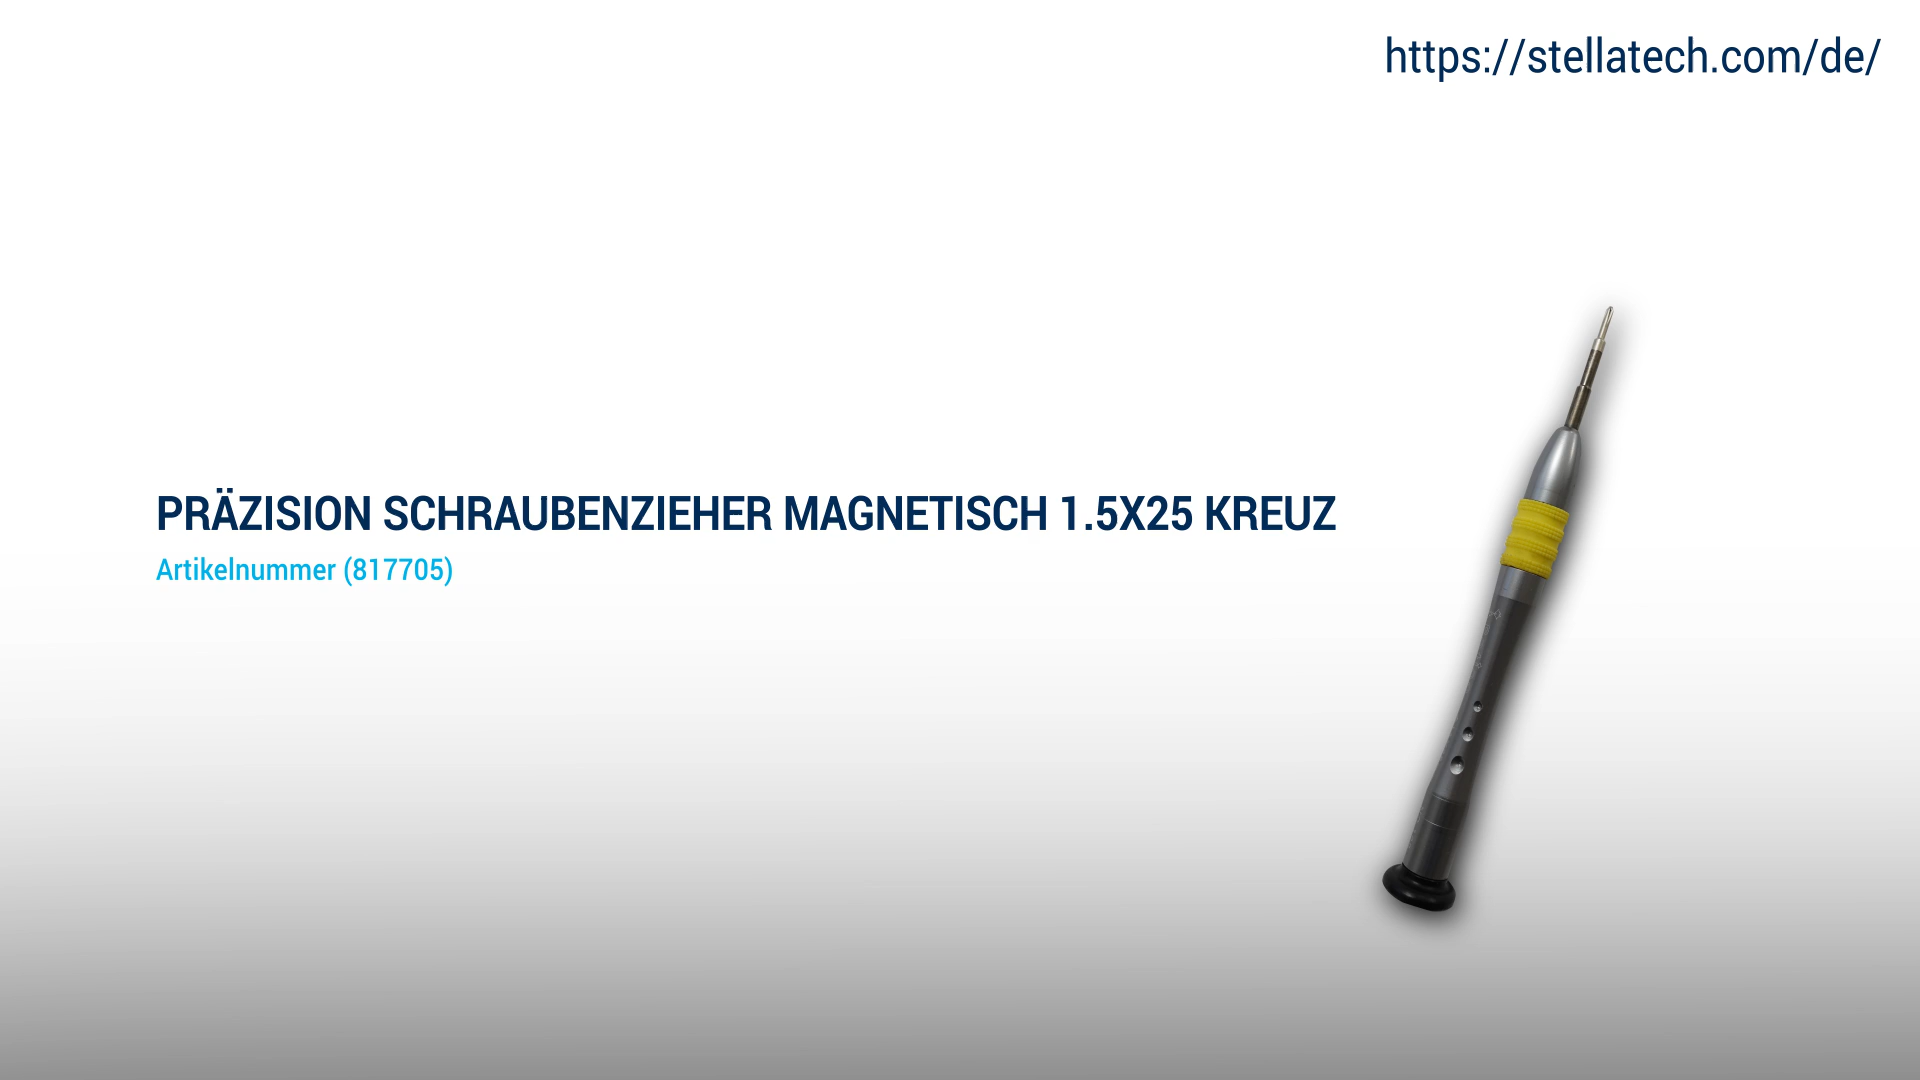 https://stellatech.com/de/
PRÄZISION SCHRAUBENZIEHER MAGNETISCH 1.5X25 KREUZ
Artikelnummer (817705)